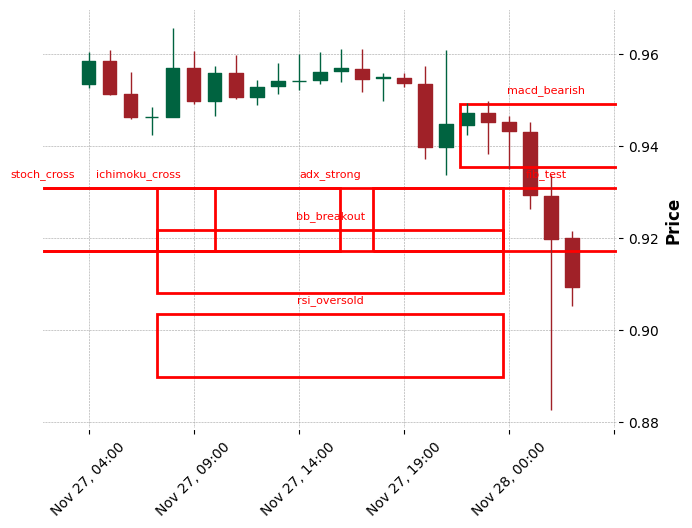 macd_bearish
stoch_cross
ichimoku_cross
adx_strong
_test
bb_breakout
rsi_oversold
0.96
0.94
0.92
0.90
0.88
Price
Nov 27, 04:00
Nov 27, 09:00
Nov 27, 14:00
Nov 27, 19:00
Nov 28, 00:00